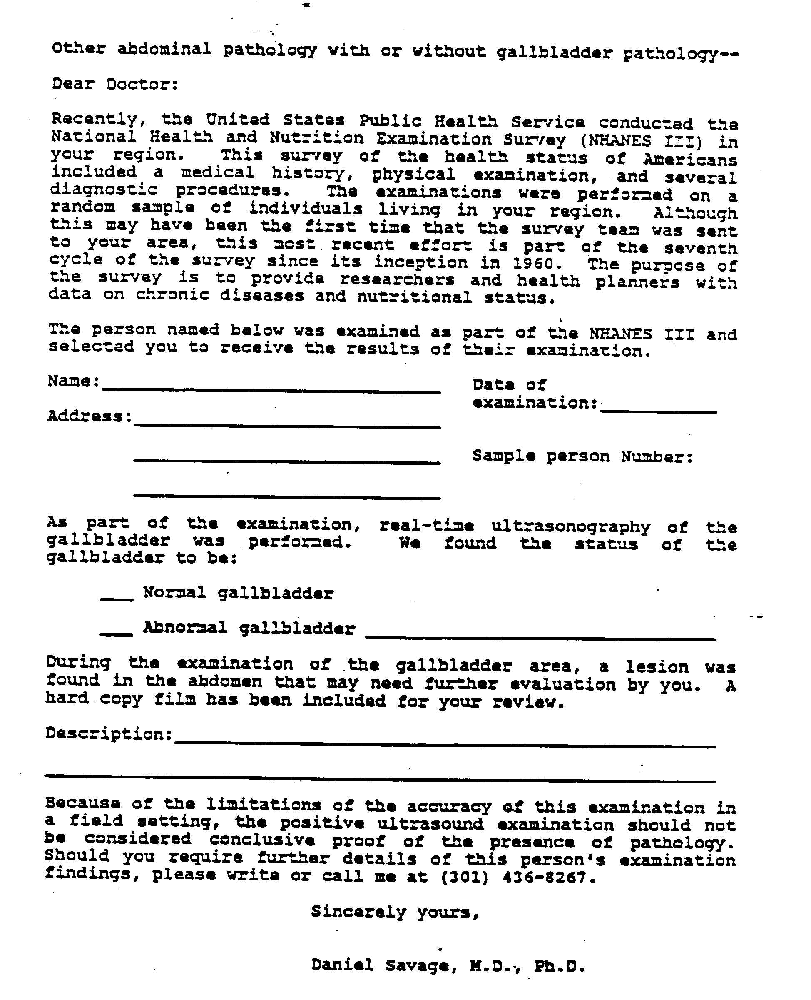 Other abdominal pathology with or without gallbladder pathology--
Dear Doctor:
Recently, the United States Public Health Service conducted the
National Health and Nutrition Examination Survey (NHANES III) in
your region. This survey of the health status of Americans
included a medical history, physical examination, and several
diagnostic procedures. The examinations were performed on a
random sample of individuals living in your region. Although
this may have been the first time that the survey team was sent
to your area, this most recent effort is part of the seventh
cycle of the survey since its inception in 1960. The purpose of
the survey is to provide researchers and health planners with
data on chronic diseases and nutritional status.
The person named below was examined as part of the NHANES III and
selected you to receive the results of their examination.
Name:
Date of
examination:
Address:
Sample person Number:
As part of the examination, real-time ultrasonography of the
gallbladder was performed. We found the status of the
gallbladder to be:
Normal gallbladder
Abnormal gallbladder
During the examination of the gallbladder area, a lesion was
found in the abdomen that may need further evaluation by you. A
hard copy film has been included for your review.
Description:
Because of the limitations of the accuracy of this examination in
a field setting, the positive ultrasound examination should not
be considered conclusive proof of the presence of pathology.
Should you require further details of this person's examination
findings, please write or call me at (301) 436-8267.
Sincerely yours,
Daniel Savage, M.D., Ph.D.